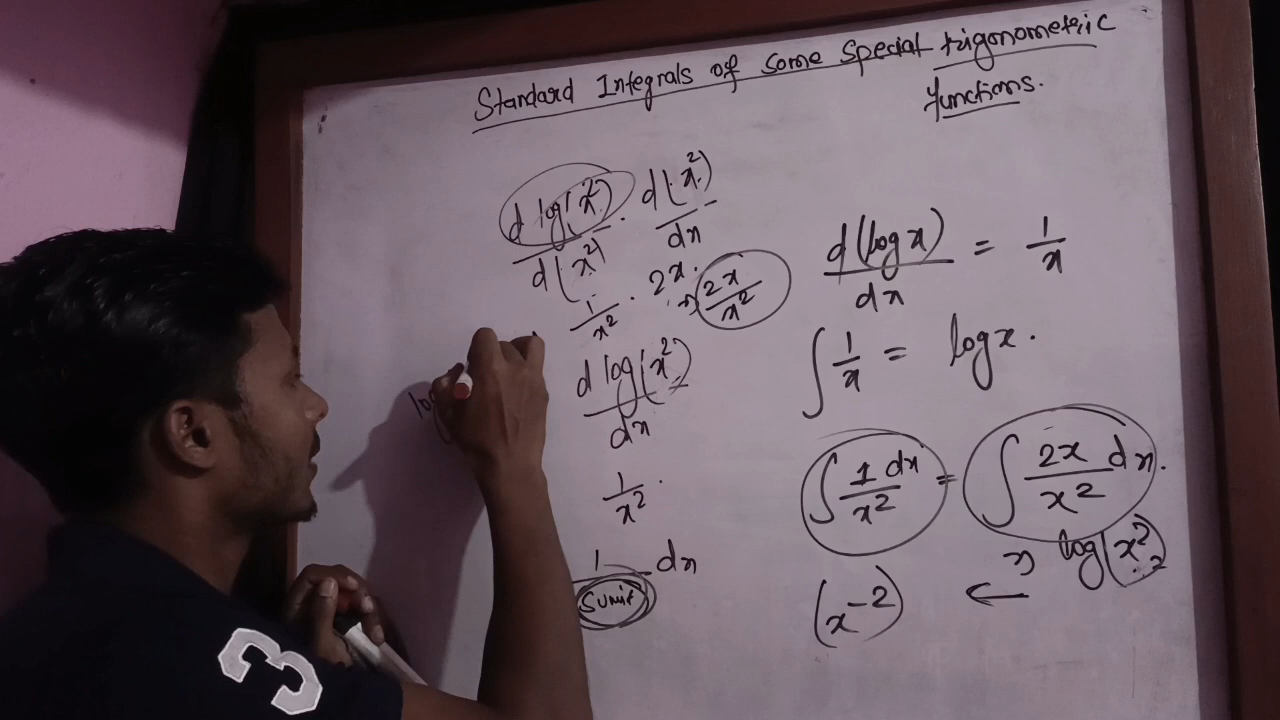 Standard Integrals of some special trigonometric
functions.
d log(x²) / d(x²) . d(x²) / dx
1/x² . 2x. ⇒ 2x/x²
d log(x²) / dx
1/x² .
1 / dx
d(log x) / dx = 1/x
∫ 1/x = log x.
∫ 1 dx / x² = ∫ 2x / x² dx.
(x⁻²) ← log(x²)
log
3